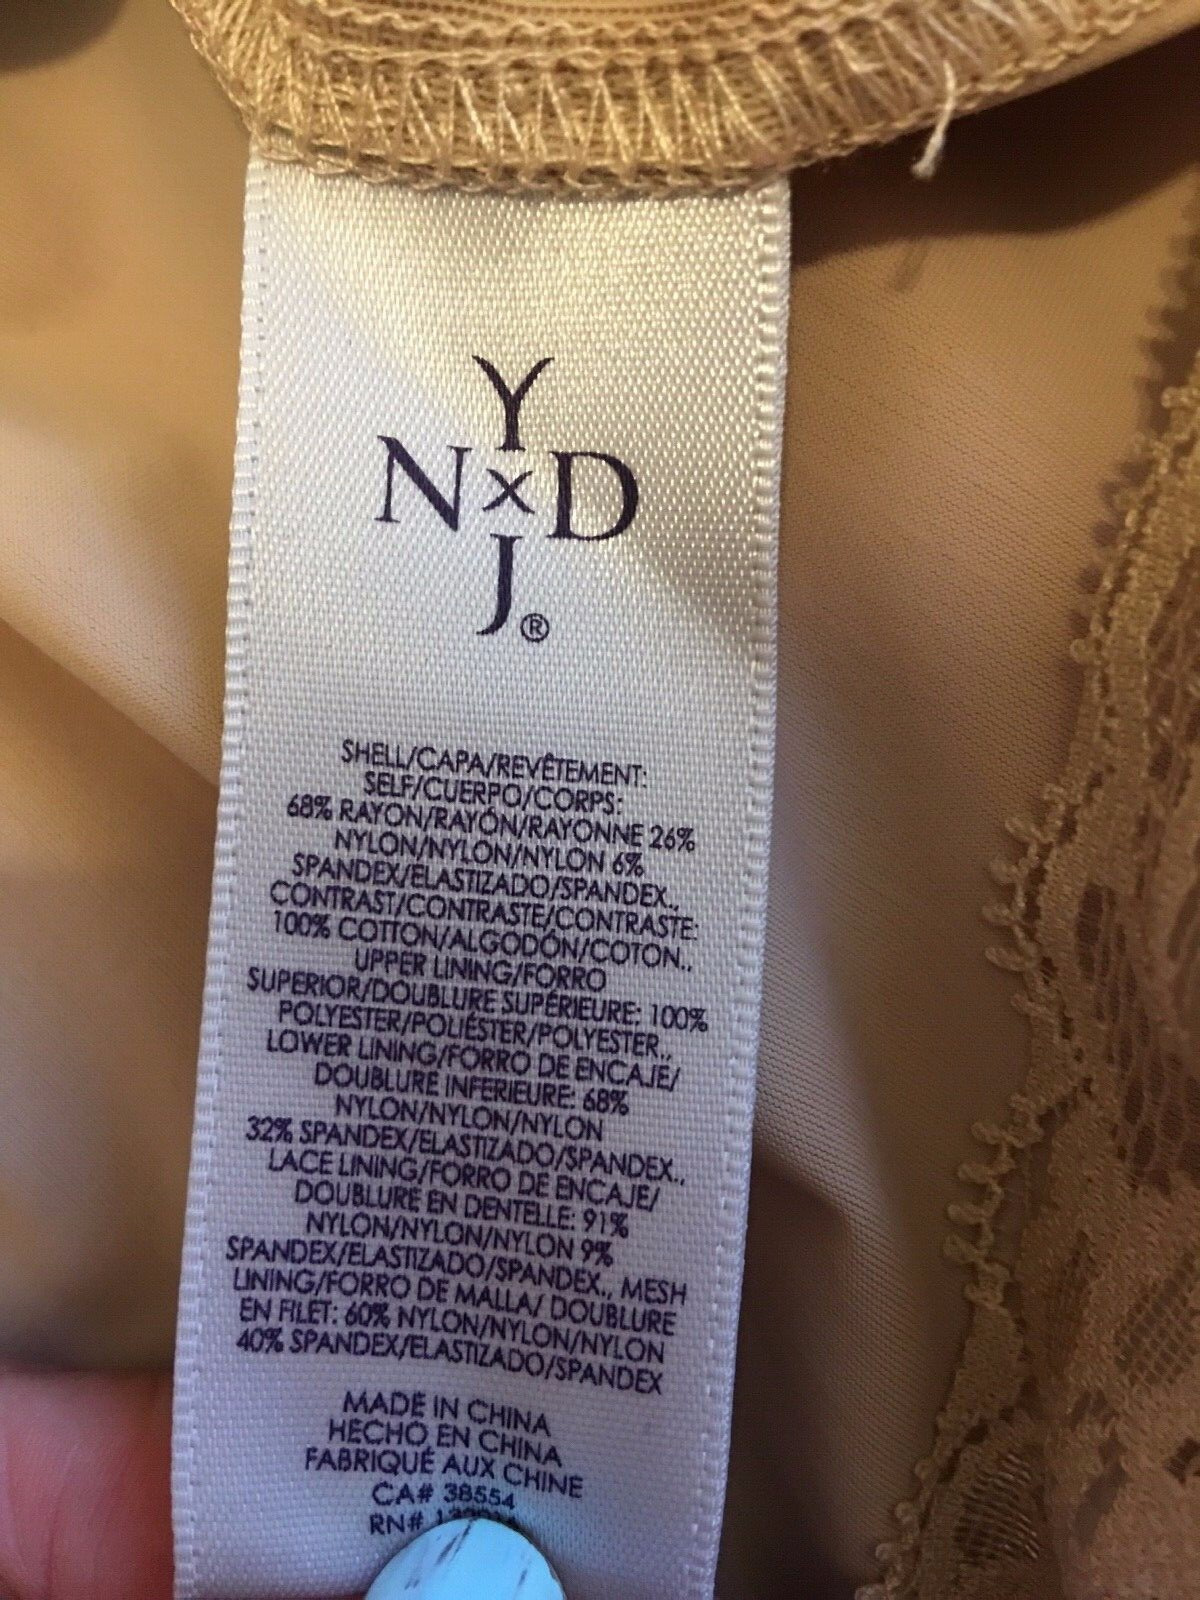 Y
N x D
J®
SHELL/CAPA/REVÊTEMENT:
SELF/CUERPO/CORPS:
68% RAYON/RAYÓN/RAYONNE 26%
NYLON/NYLON/NYLON 6%
SPANDEX/ELASTIZADO/SPANDEX.,
CONTRAST/CONTRASTE/CONTRASTE:
100% COTTON/ALGODÓN/COTON.,
UPPER LINING/FORRO
SUPERIOR/DOUBLURE SUPÉRIEURE: 100%
POLYESTER/POLIÉSTER/POLYESTER.,
LOWER LINING/FORRO DE ENCAJE/
DOUBLURE INFERIEURE: 68%
NYLON/NYLON/NYLON
32% SPANDEX/ELASTIZADO/SPANDEX.,
LACE LINING/FORRO DE ENCAJE/
DOUBLURE EN DENTELLE: 91%
NYLON/NYLON/NYLON 9%
SPANDEX/ELASTIZADO/SPANDEX., MESH
LINING/FORRO DE MALLA/ DOUBLURE
EN FILET: 60% NYLON/NYLON/NYLON
40% SPANDEX/ELASTIZADO/SPANDEX
MADE IN CHINA
HECHO EN CHINA
FABRIQUÉ AUX CHINE
CA# 38554
RN#